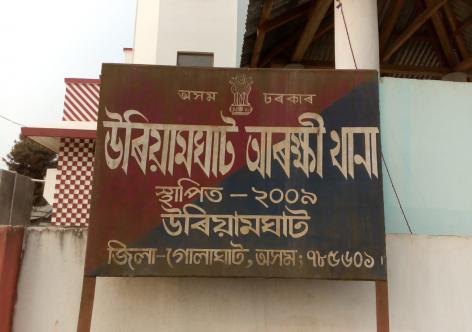 অসম চৰকাৰ
উৰিয়ামঘাট আৰক্ষী থানা
স্থাপিত - ২০০৯
উৰিয়ামঘাট
জিলা-গোলাঘাট, অসম; ৭৮৫৬০১।